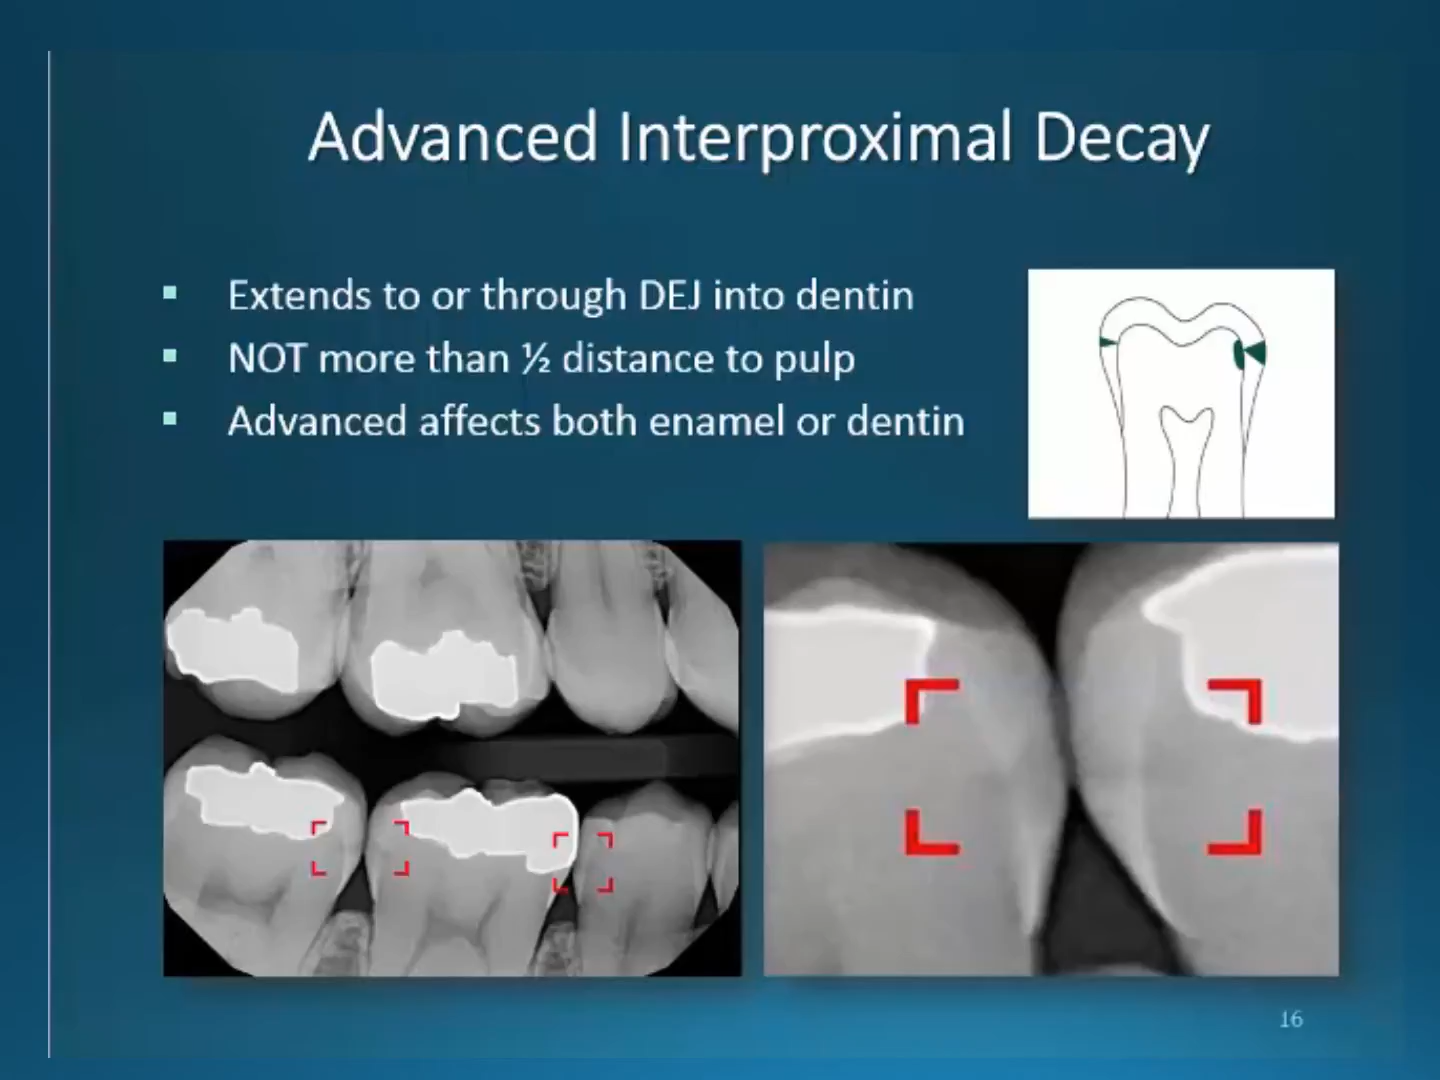 Advanced Interproximal Decay
▪ Extends to or through DEJ into dentin
▪ NOT more than ½ distance to pulp
▪ Advanced affects both enamel or dentin
16